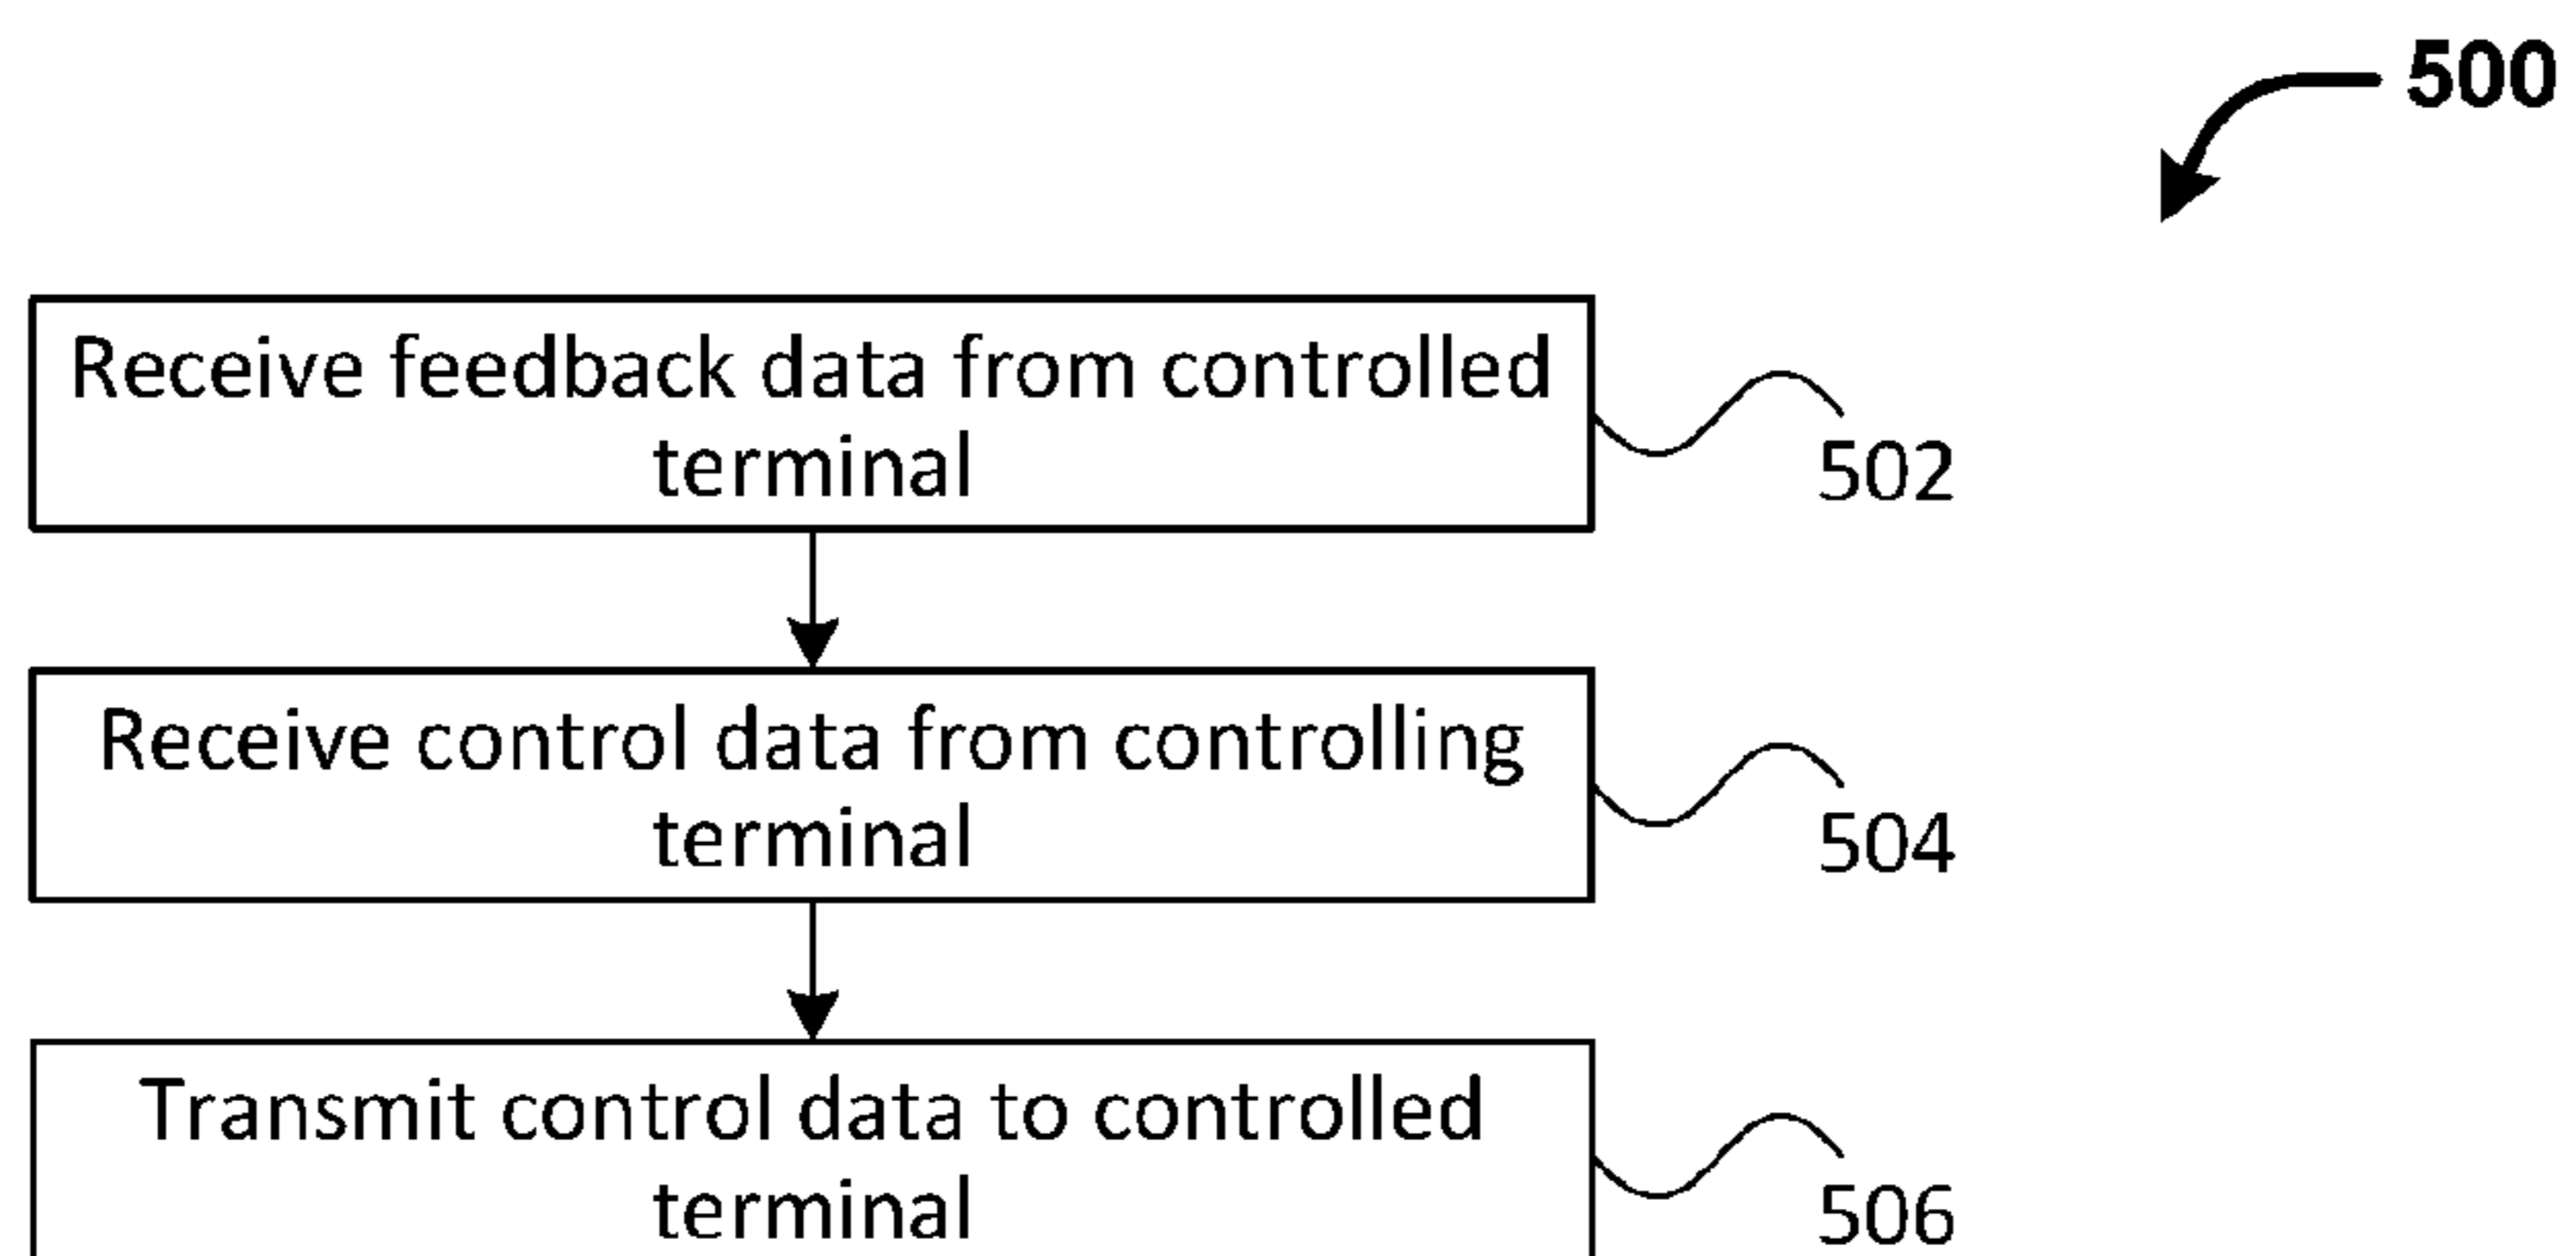 500
Receive feedback data from controlled
terminal
502
Receive control data from controlling
terminal
504
Transmit control data to controlled
terminal
506